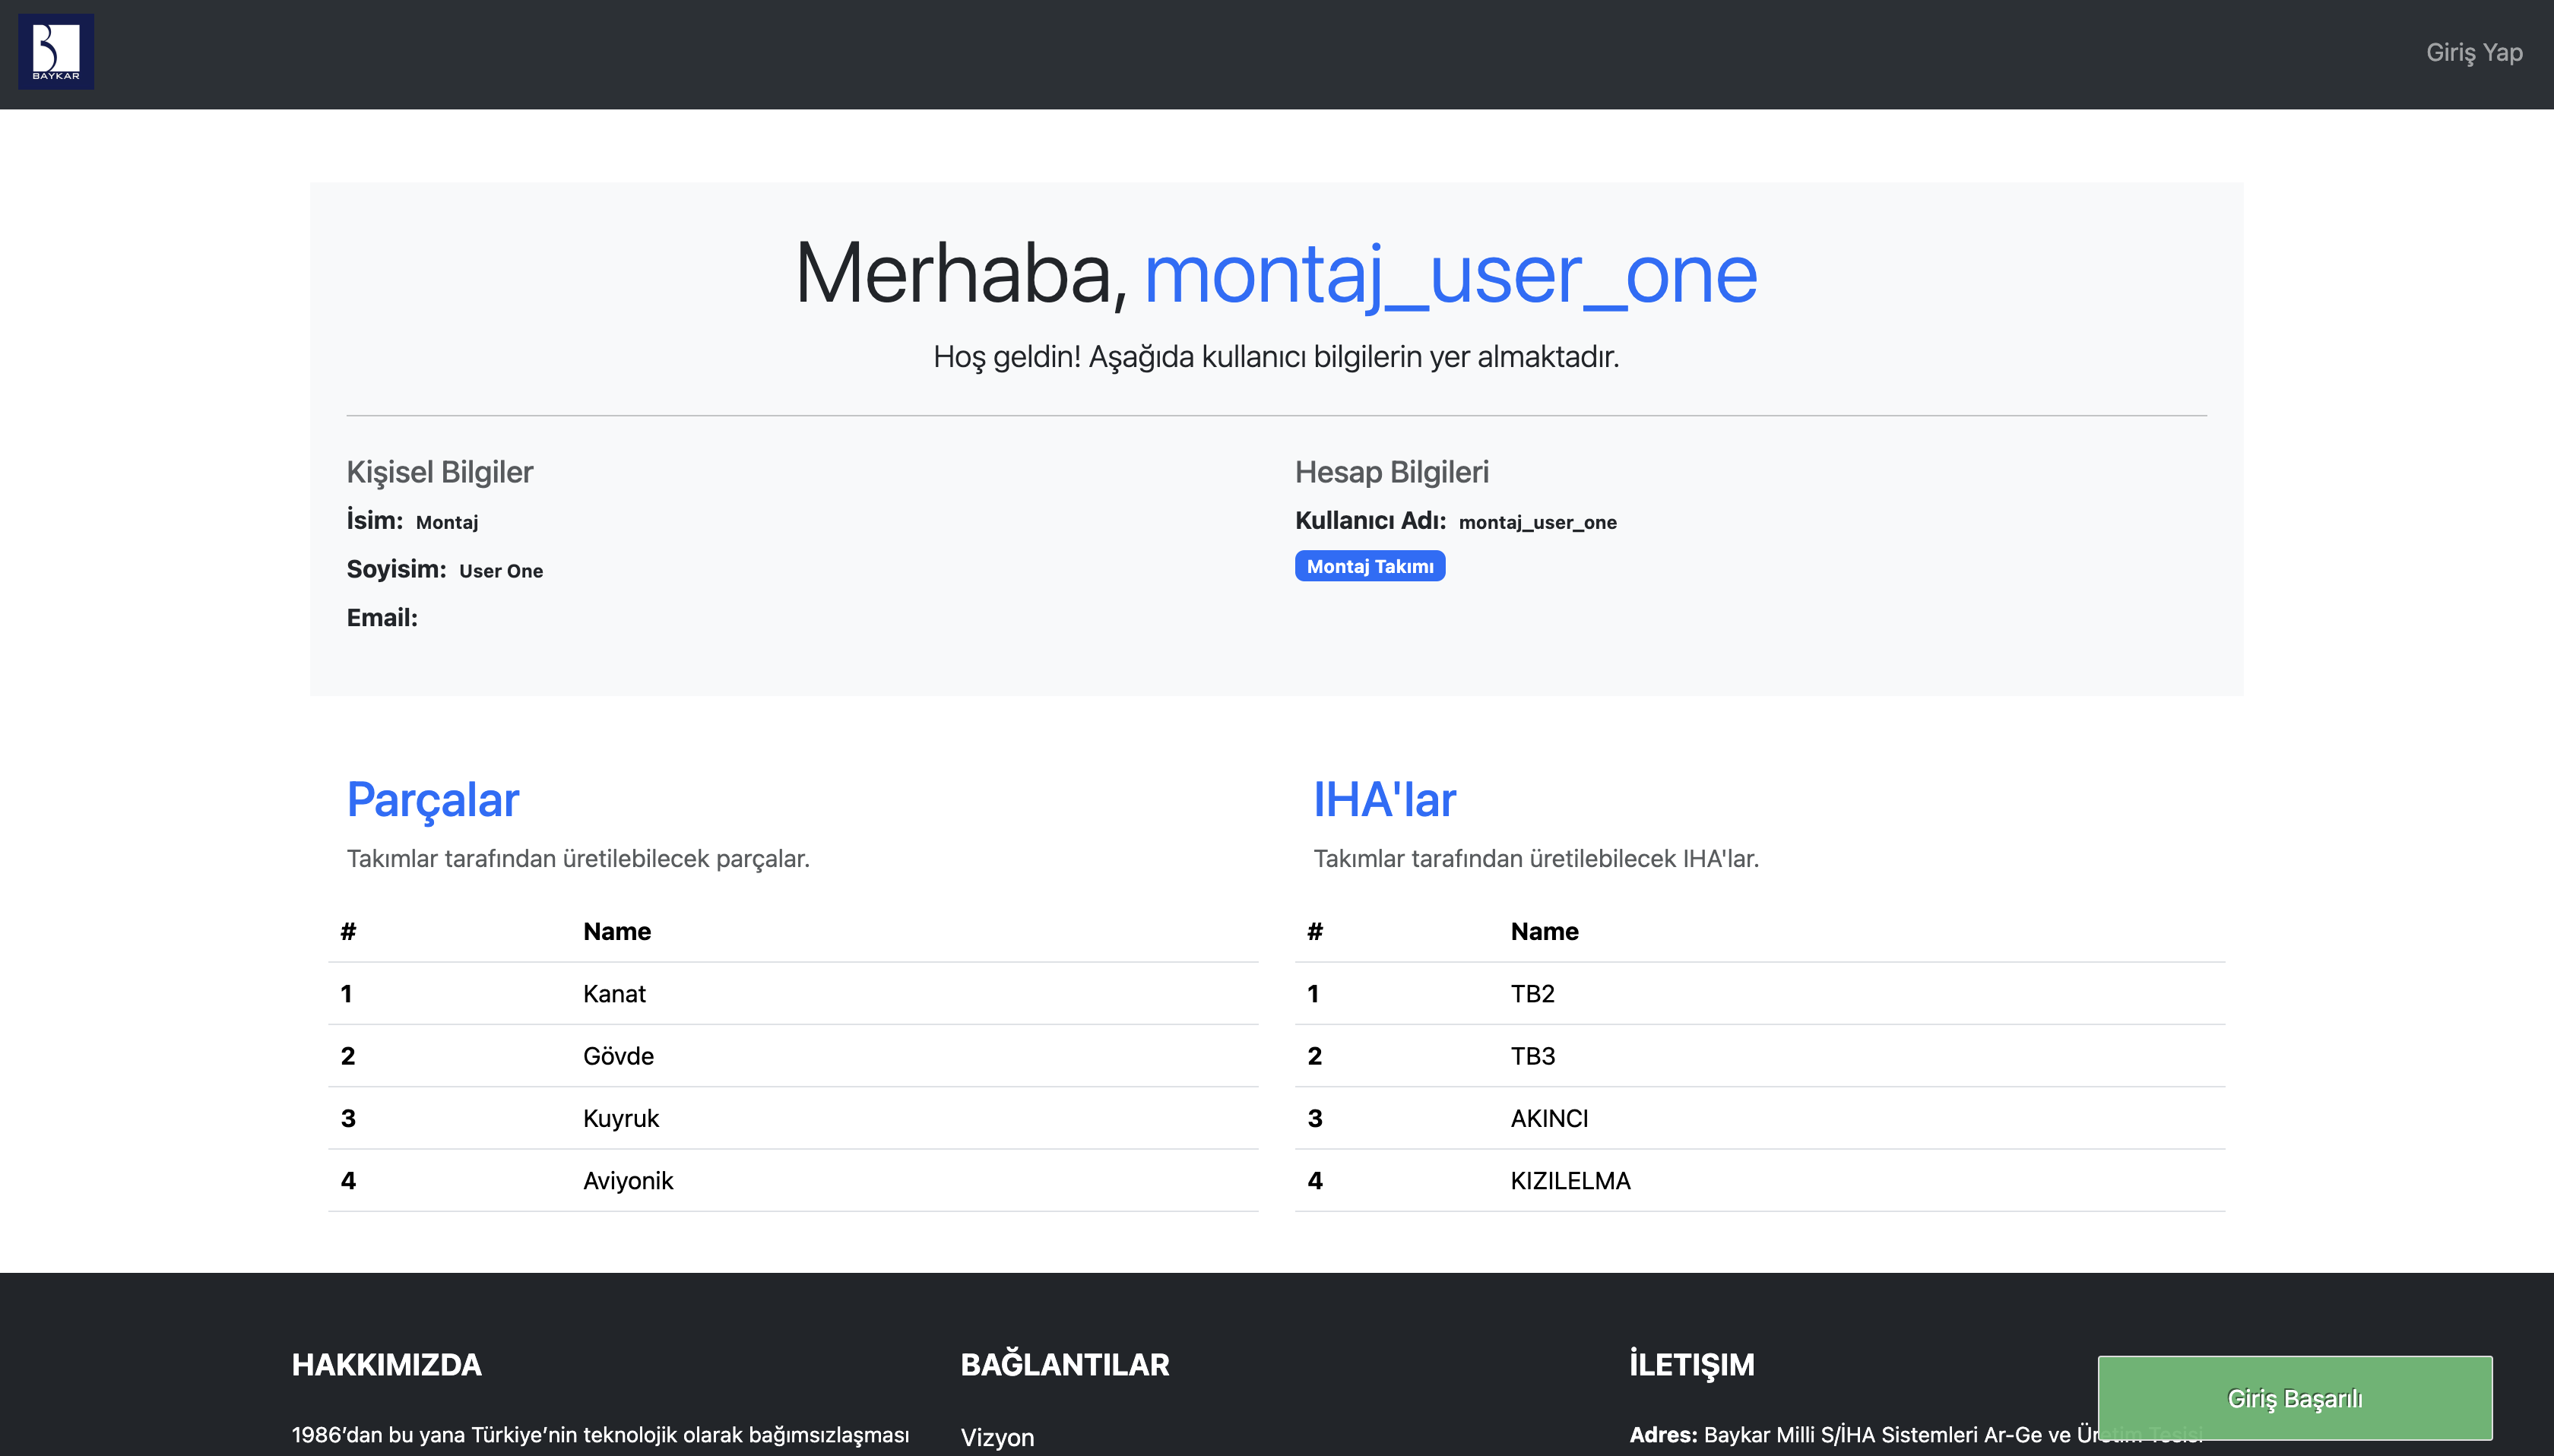 BAYKAR
Giriş Yap
Merhaba, montaj_user_one
Hoş geldin! Aşağıda kullanıcı bilgilerin yer almaktadır.
Kişisel Bilgiler
İsim: Montaj
Soyisim: User One
Email:
Hesap Bilgileri
Kullanıcı Adı: montaj_user_one
Montaj Takımı
Parçalar
Takımlar tarafından üretilebilecek parçalar.
# Name
1 Kanat
2 Gövde
3 Kuyruk
4 Aviyonik
IHA'lar
Takımlar tarafından üretilebilecek IHA'lar.
# Name
1 TB2
2 TB3
3 AKINCI
4 KIZILELMA
HAKKIMIZDA
1986’dan bu yana Türkiye’nin teknolojik olarak bağımsızlaşması
BAĞLANTILAR
Vizyon
İLETIŞIM
Adres: Baykar Milli S/İHA Sistemleri Ar-Ge ve Üretim Tesisi
Giriş Başarılı